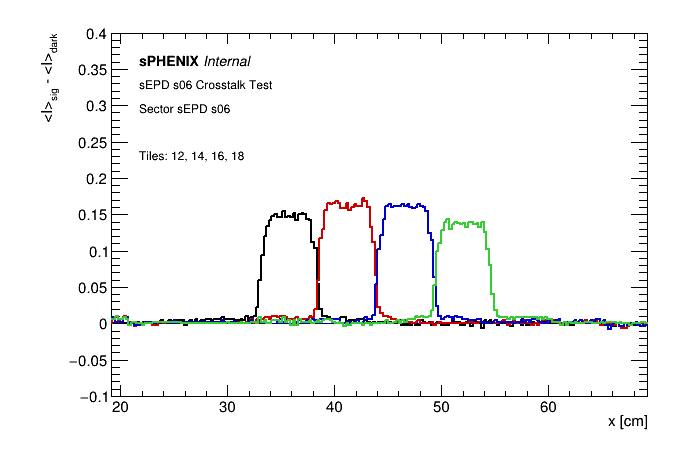 <I>sig - <I>dark
0.4
0.35
0.3
0.25
0.2
0.15
0.1
0.05
0
−0.05
−0.1
sPHENIX Internal
sEPD s06 Crosstalk Test
Sector sEPD s06
Tiles: 12, 14, 16, 18
20 30 40 50 60
x [cm]